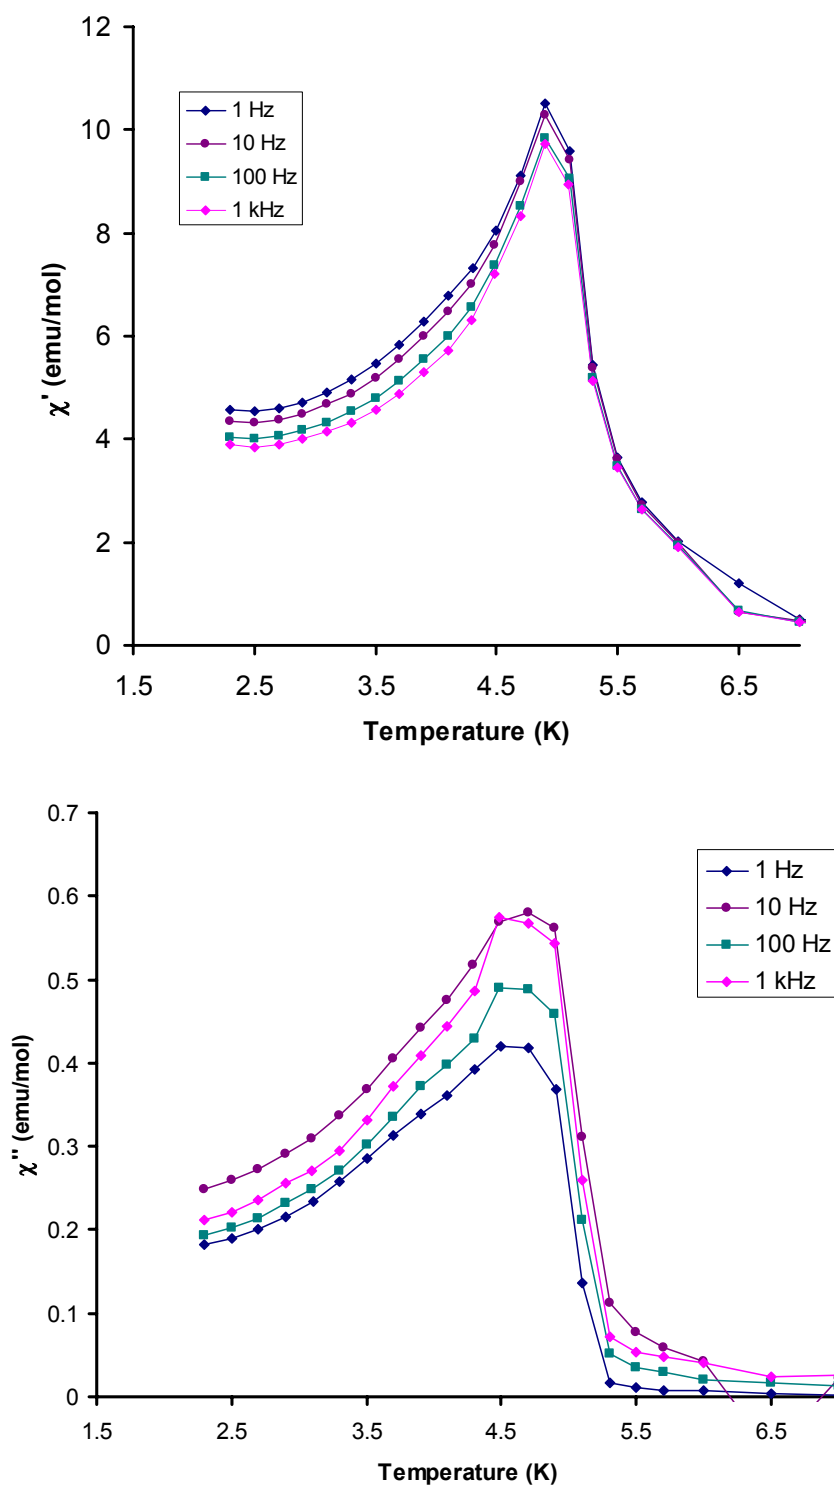 12
10
8
6
4
2
0
1 Hz
10 Hz
100 Hz
1 kHz
χ' (emu/mol)
1.5 2.5 3.5 4.5 5.5 6.5
Temperature (K)
0.7
0.6
0.5
0.4
0.3
0.2
0.1
0
1 Hz
10 Hz
100 Hz
1 kHz
χ" (emu/mol)
1.5 2.5 3.5 4.5 5.5 6.5
Temperature (K)